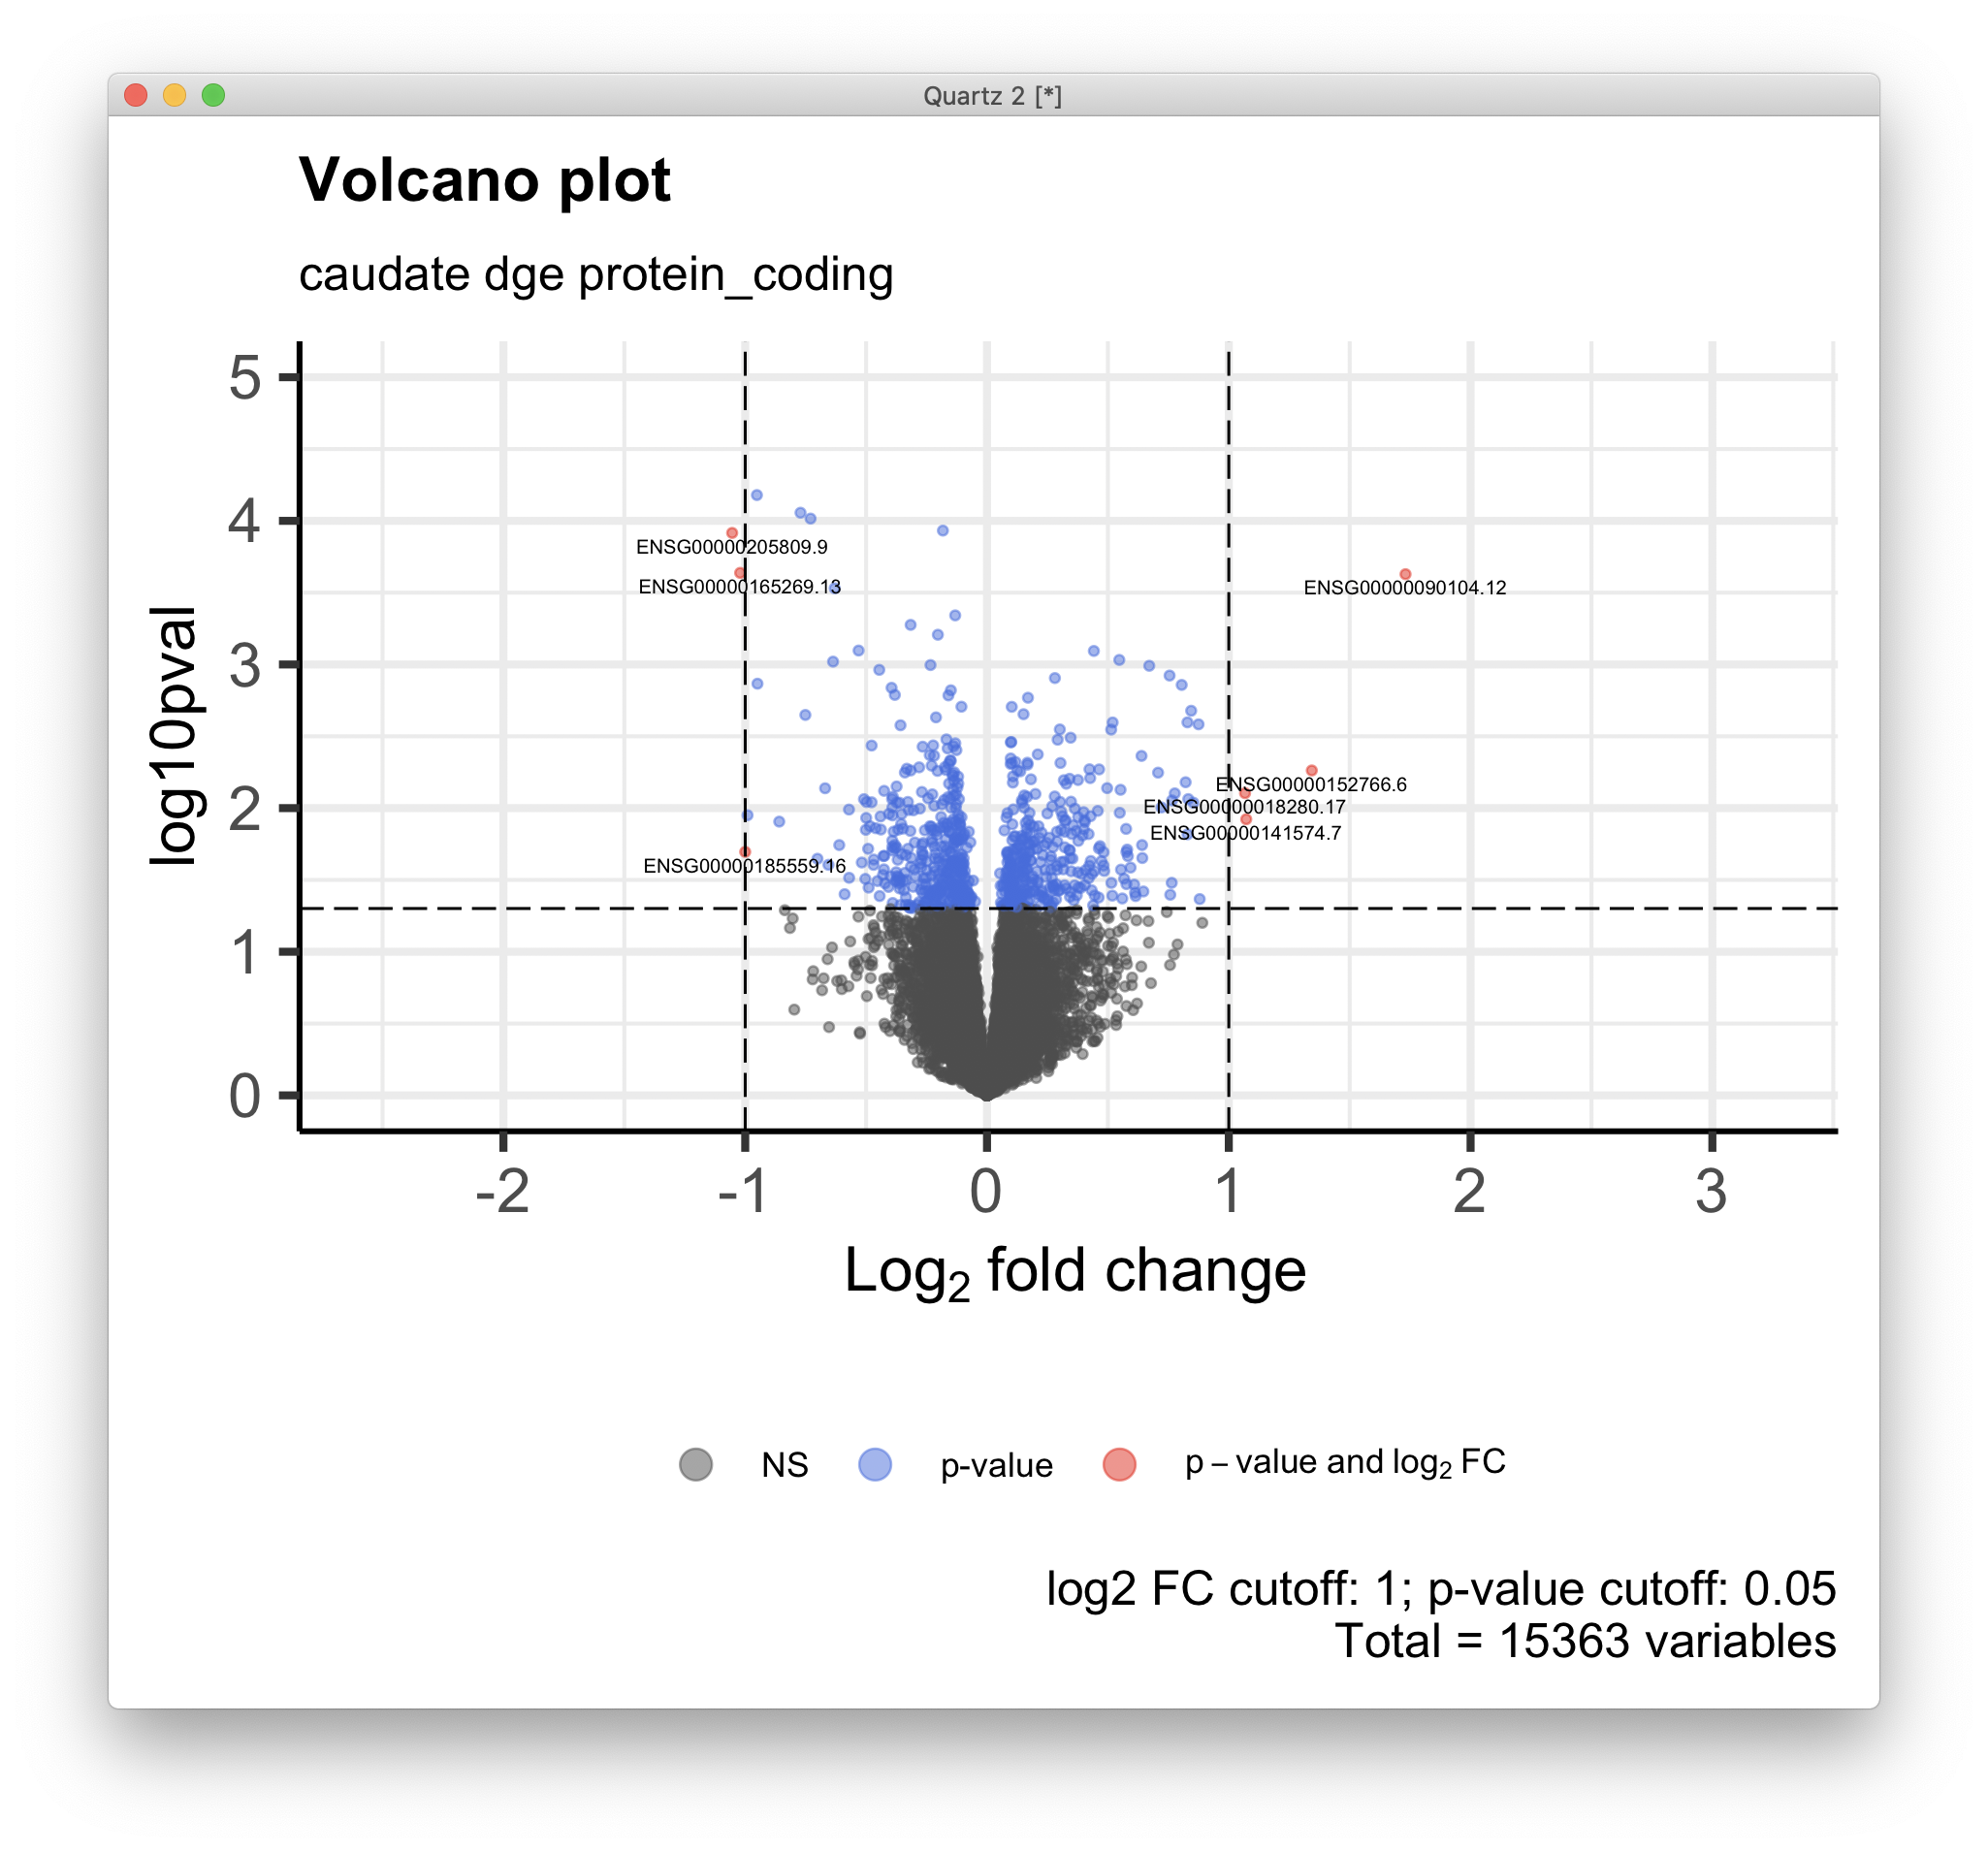 Quartz 2 [*]
Volcano plot
caudate dge protein_coding
5
4
3
2
1
0
log10pval
ENSG00000205809.9
ENSG00000165269.13
ENSG00000090104.12
ENSG00000152766.6
ENSG00000018280.17
ENSG00000141574.7
ENSG00000185559.16
-2 -1 0 1 2 3
Log2 fold change
NS p-value p – value and log2 FC
log2 FC cutoff: 1; p-value cutoff: 0.05
Total = 15363 variables